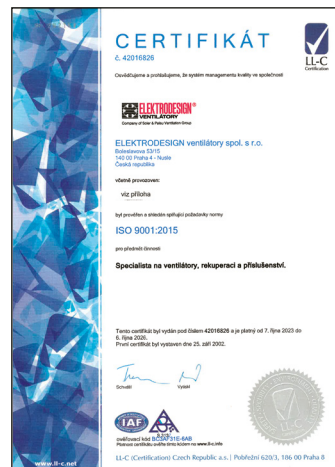 CERTIFIKÁT
č. 42016826
LL-C
Certification
Osvědčujeme a prohlašujeme, že systém managementu kvality ve společnosti
ELEKTRODESIGN®
VENTILÁTORY
Company of Soler & Palau Ventilation Group
ELEKTRODESIGN ventilátory spol. s r.o.
Boleslavova 53/15
140 00 Praha 4 - Nusle
Česká republika
včetně provozoven:
viz příloha
byl prověřen a shledán splňující požadavky normy
ISO 9001:2015
pro předmět činnosti
Specialista na ventilátory, rekuperaci a příslušenství.
Tento certifikát byl vydán pod číslem 42016826 a je platný od 7. října 2023 do
6. října 2026.
První certifikát byl vystaven dne 25. září 2002.
Schválil
Vydal
IAF
ověřovací kód BC3AF31E-6AB
www.ll-c.net
LL-C (Certification) Czech Republic a.s. | Pobřežní 620/3, 186 00 Praha 8